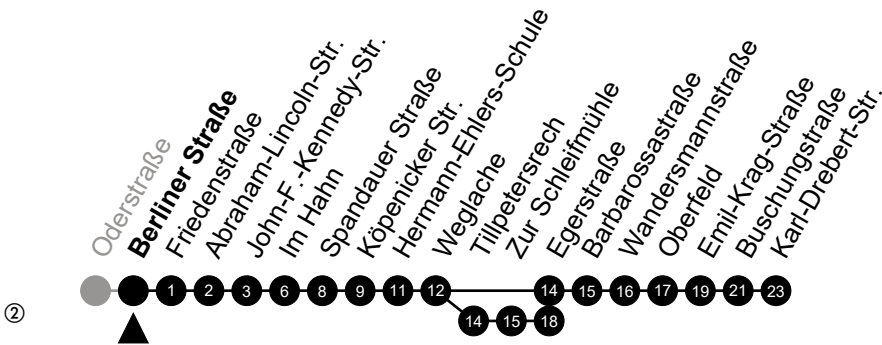 Oderstraße
Berliner Straße
Friedenstraße
Abraham-Lincoln-Str.
John-F.-Kennedy-Str.
Im Hahn
Spandauer Straße
Köpenicker Str.
Hermann-Ehlers-Schule
Weglache
Tillpetersrech
Zur Schleifmühle
Egerstraße
Barbarossastraße
Wandersmannstraße
Oberfeld
Emil-Krag-Straße
Buschungstraße
Karl-Drebert-Str.
1 2 3 6 8 9 11 12 14 15 16 17 19 21 23
② 14 15 18